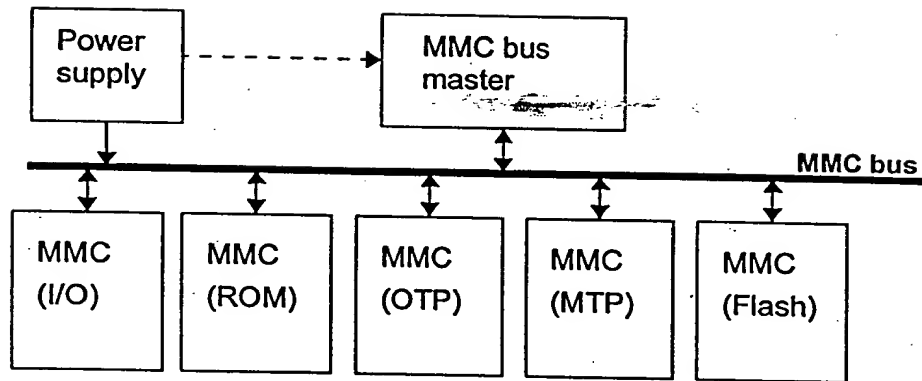 Power
supply
MMC bus
master
MMC bus
MMC
(I/O)
MMC
(ROM)
MMC
(OTP)
MMC
(MTP)
MMC
(Flash)